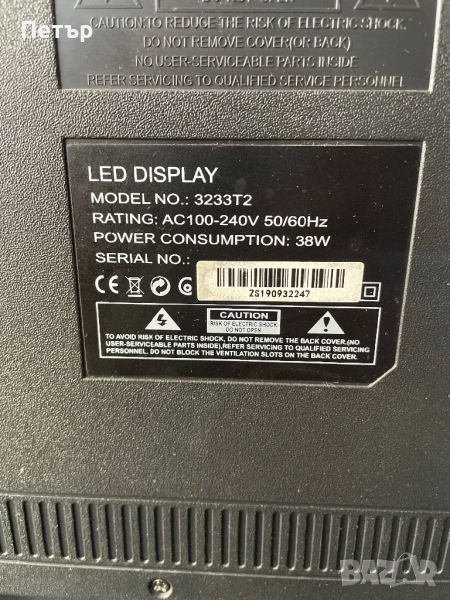 Петър
CAUTION:TO REDUCE THE RISK OF ELECTRIC SHOCK,
DO NOT REMOVE COVER(OR BACK)
NO USER-SERVICEABLE PARTS INSIDE
REFER SERVICING TO QUALIFIED SERVICE PERSONNEL
LED DISPLAY
MODEL NO.: 3233T2
RATING: AC100-240V 50/60Hz
POWER CONSUMPTION: 38W
SERIAL NO.:
ZS190932247
CAUTION
RISK OF ELECTRIC SHOCK
DO NOT OPEN
TO AVOID RISK OF ELECTRIC SHOCK, DO NOT REMOVE THE BACK COVER.(NO
USER-SERVICEABLE PARTS INSIDE),REFER SERVICING TO QUALIFIED SERVICING
PERSONNEL. DO NOT BLOCK THE VENTILATION SLOTS ON THE BACK COVER.
BAZAR